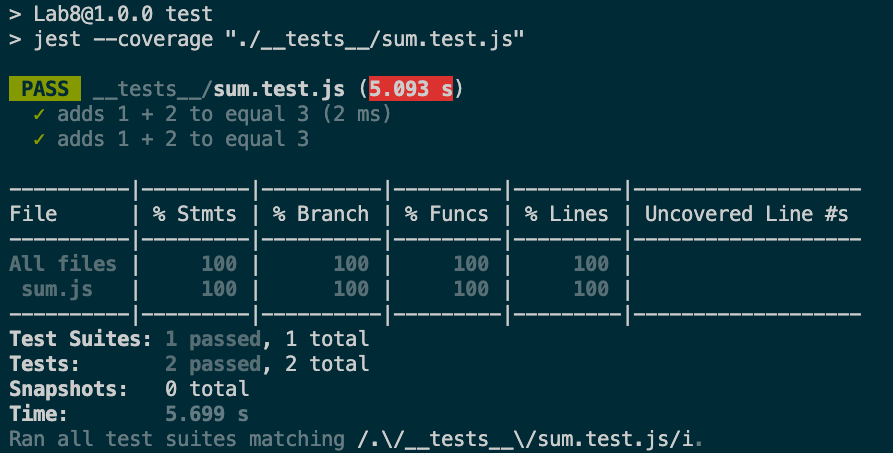 > Lab8@1.0.0 test
> jest --coverage "./__tests__/sum.test.js"
PASS __tests__/sum.test.js (5.093 s)
✓ adds 1 + 2 to equal 3 (2 ms)
✓ adds 1 + 2 to equal 3
----------|---------|----------|---------|---------|-------------------
File      | % Stmts | % Branch | % Funcs | % Lines | Uncovered Line #s
----------|---------|----------|---------|---------|-------------------
All files |     100 |      100 |     100 |     100 |
 sum.js   |     100 |      100 |     100 |     100 |
----------|---------|----------|---------|---------|-------------------
Test Suites: 1 passed, 1 total
Tests:       2 passed, 2 total
Snapshots:   0 total
Time:        5.699 s
Ran all test suites matching /.\/__tests__\/sum.test.js/i.